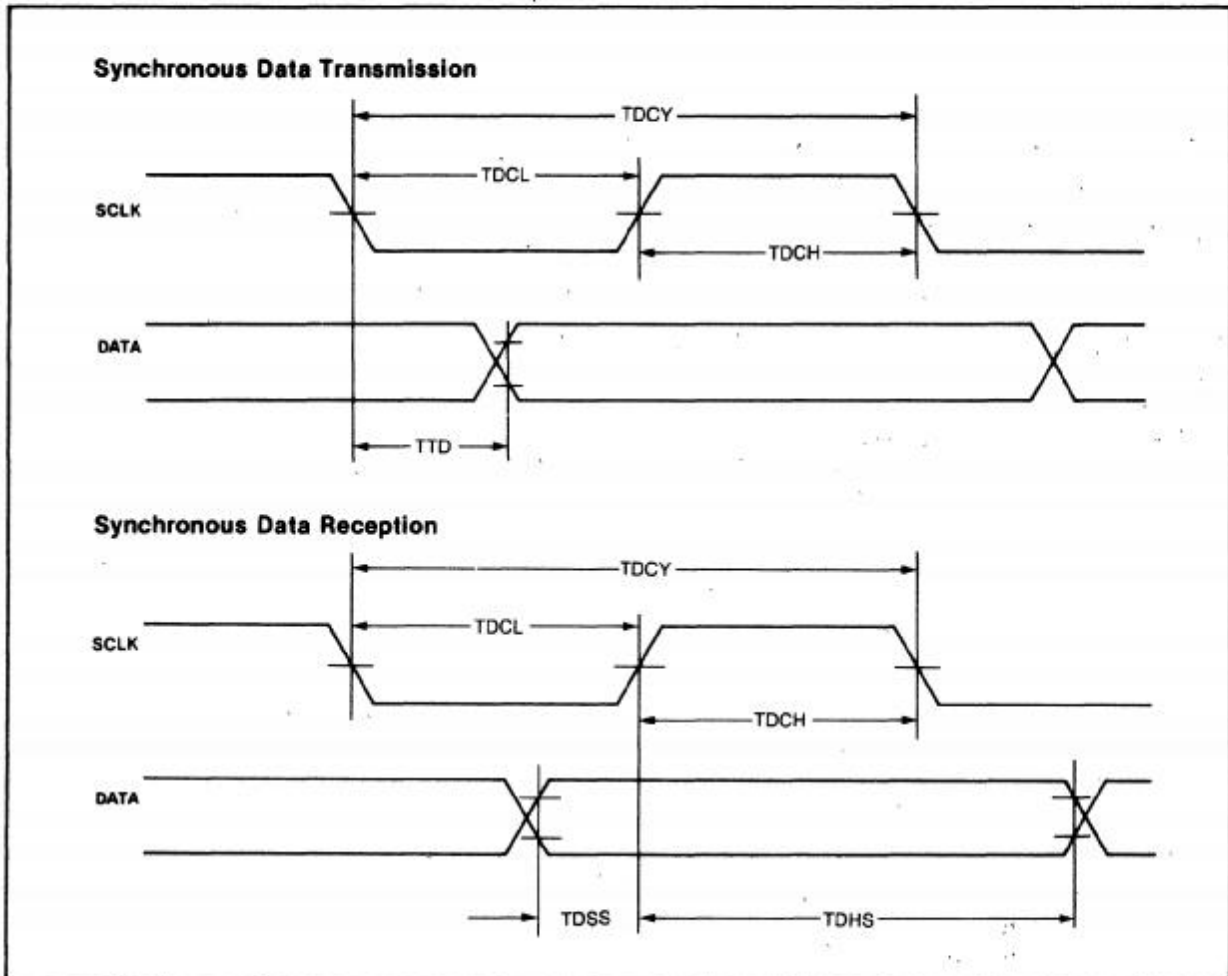 Synchronous Data Transmission
TDCY
TDCL
SCLK
TDCH
DATA
TTD
Synchronous Data Reception
TDCY
TDCL
SCLK
TDCH
DATA
TDSS
TDHS